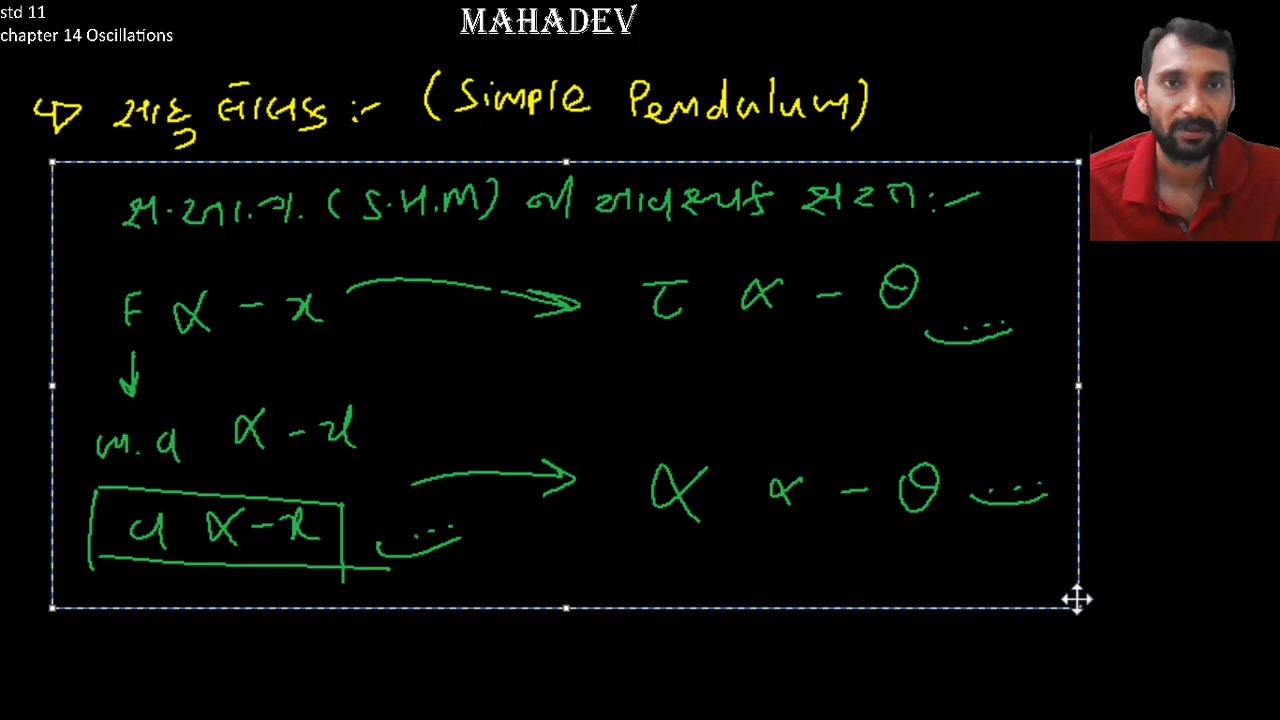 std 11
chapter 14 Oscillations
MAHADEV
⇨ સાદું લોલક :- (Simple Pendulum)
સ.આ.ગ. (S.H.M) ની આવશ્યક શરત :-
F ∝ - x → τ ∝ - θ
↓
m.a ∝ - x
a ∝ - x → α ∝ - θ